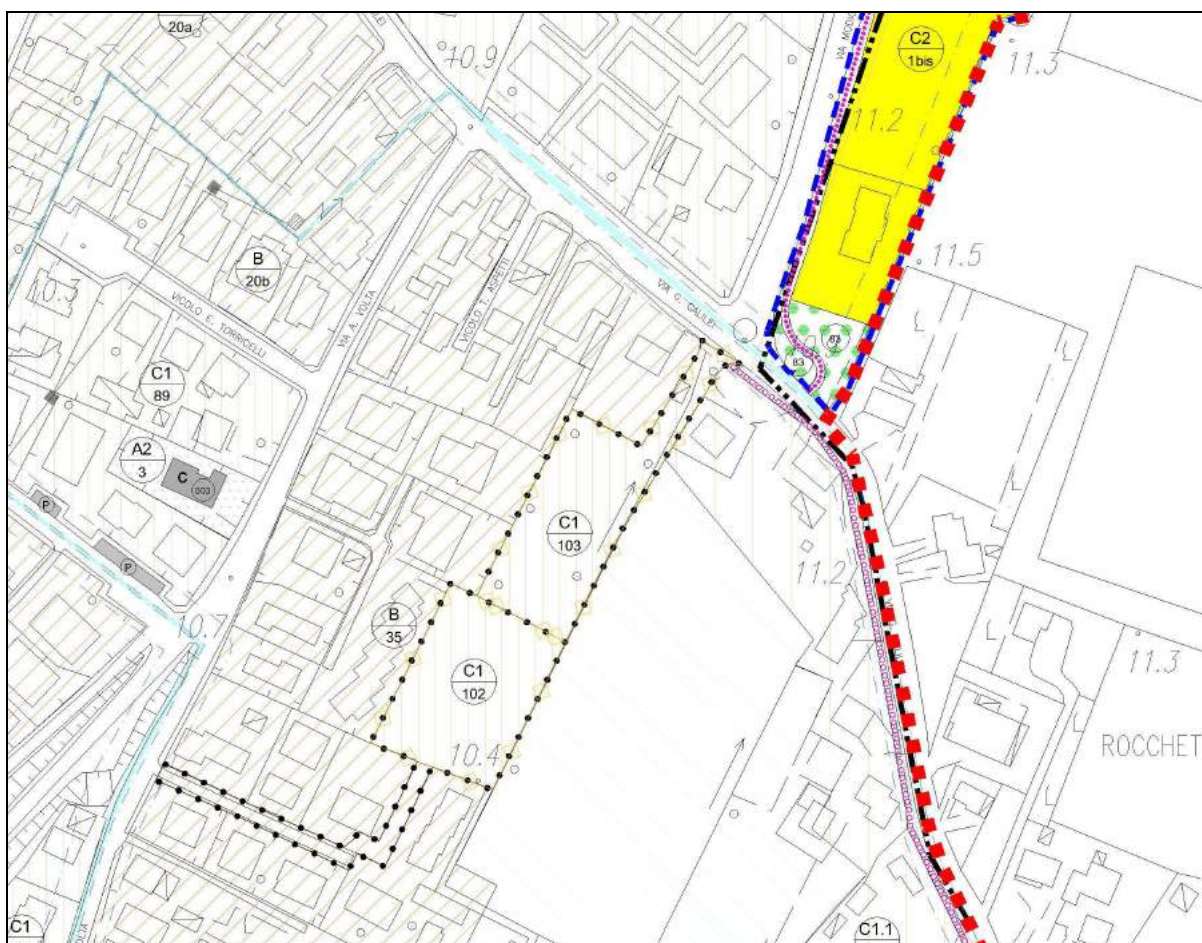 20a
10.9
C2
1bis
11.3
VIA MODIG
11.2
B
20b
10.3
VICOLO E. TORRICELLI
VIA A. VOLTA
VICOLO T. ASPETTI
VIA G. GALILEI
11.5
83
83
C1
89
A2
3
C
003
P
P
C1
103
10.7
B
35
C1
102
10.4
11.2
11.3
ROCCHET
C1
C1.1